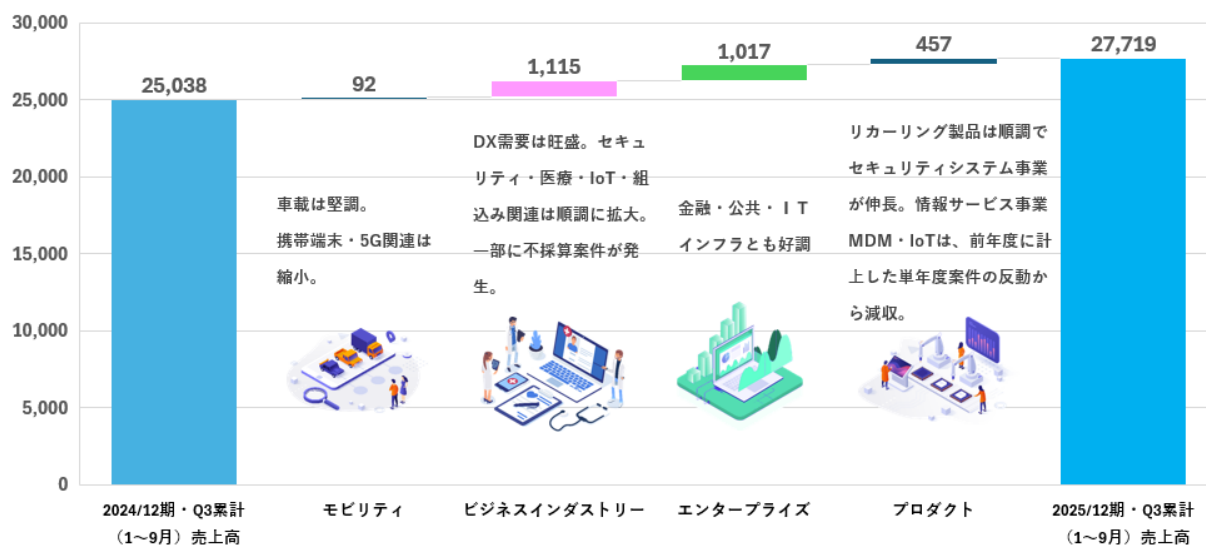 30,000
25,000
20,000
15,000
10,000
5,000
0
25,038
92
1,115
1,017
457
27,719
車載は堅調。
携帯端末・5G関連は
縮小。
DX需要は旺盛。セキュ
リティ・医療・IoT・組
込み関連は順調に拡大。
一部に不採算案件が発
生。
金融・公共・ＩＴ
インフラとも好調
リカーリング製品は順調で
セキュリティシステム事業
が伸長。情報サービス事業
MDM・IoTは、前年度に計
上した単年度案件の反動か
ら減収。
2024/12期・Q3累計
（1～9月）売上高
モビリティ
ビジネスインダストリー
エンタープライズ
プロダクト
2025/12期・Q3累計
（1～9月）売上高